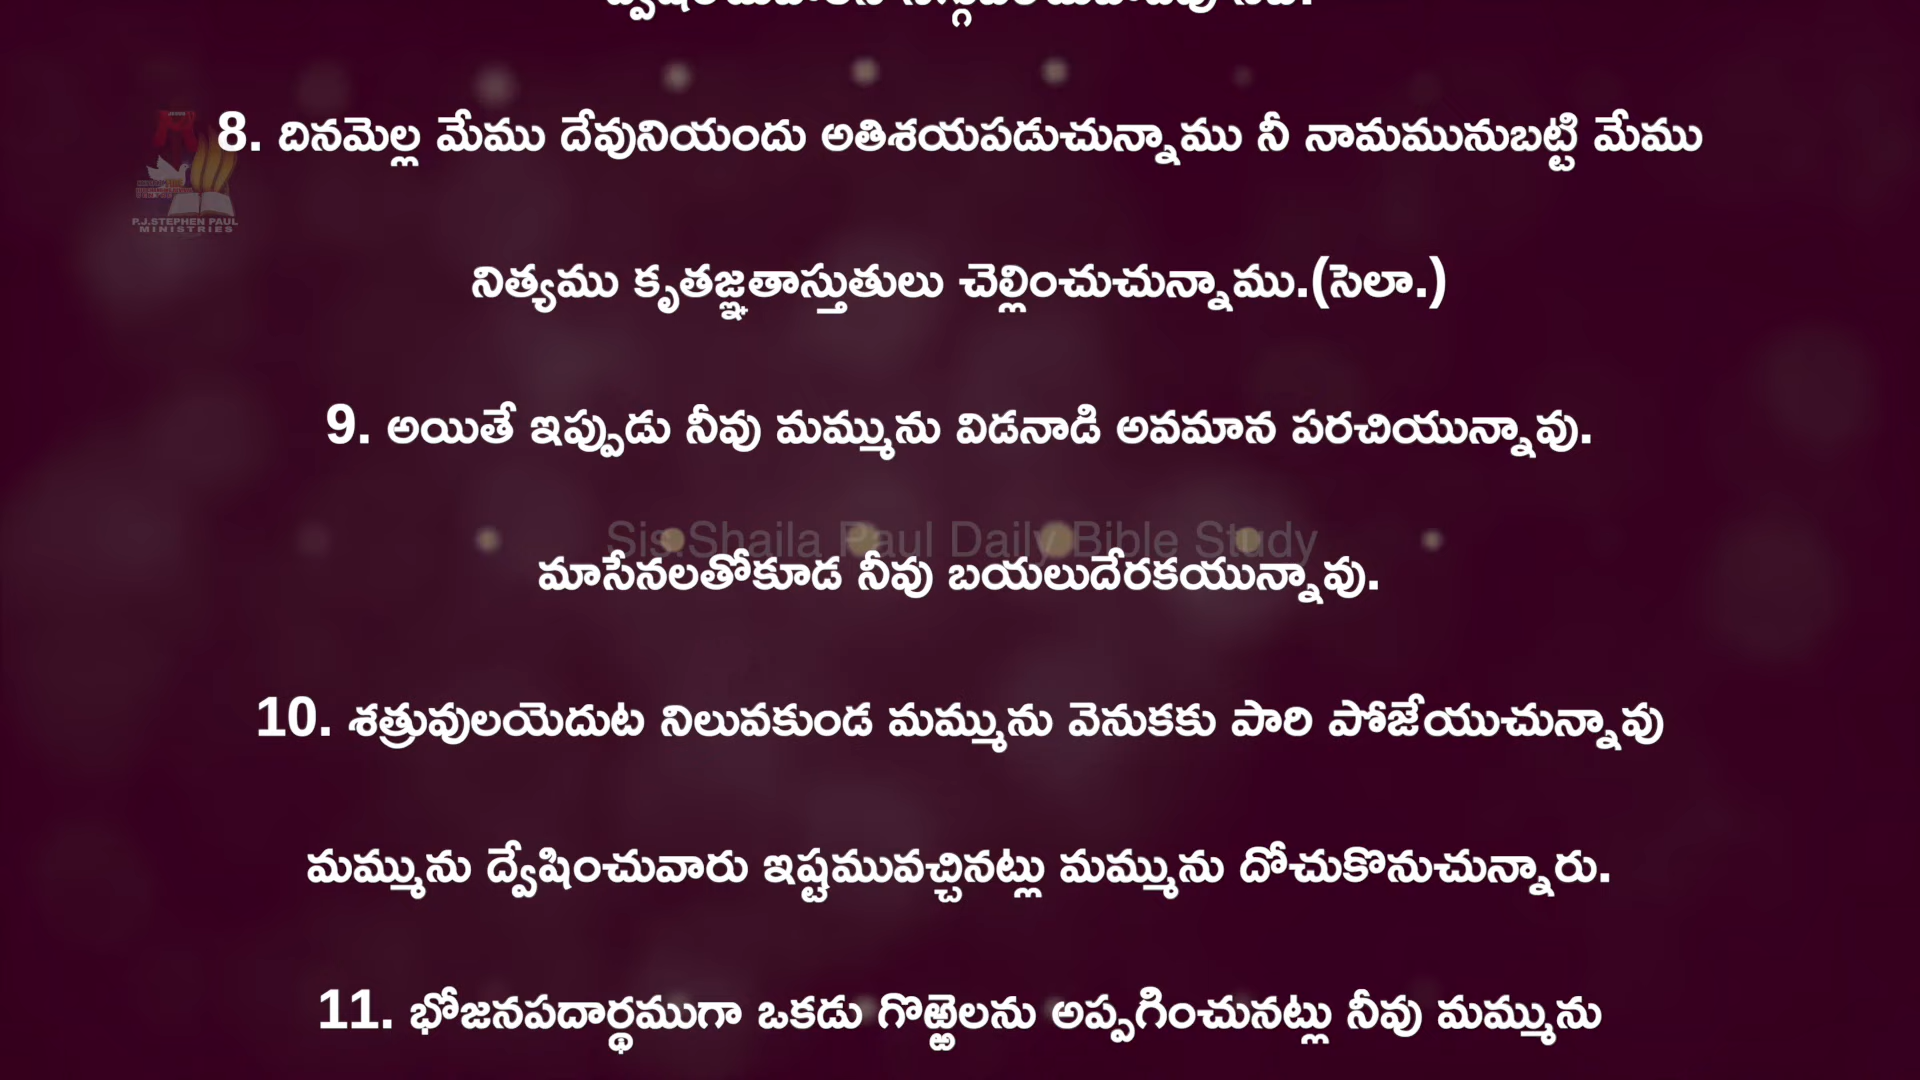 8. దినమెల్ల మేము దేవునియందు అతిశయపడుచున్నాము నీ నామమునుబట్టి మేము
నిత్యము కృతజ్ఞతాస్తుతులు చెల్లించుచున్నాము.(సెలా.)
9. అయితే ఇప్పుడు నీవు మమ్మును విడనాడి అవమాన పరచియున్నావు.
Sis.Shaila Paul Daily Bible Study
మాసేనలతోకూడ నీవు బయలుదేరకయున్నావు.
10. శత్రువులయెదుట నిలువకుండ మమ్మును వెనుకకు పారి పోజేయుచున్నావు
మమ్మును ద్వేషించువారు ఇష్టమువచ్చినట్లు మమ్మును దోచుకొనుచున్నారు.
11. భోజనపదార్థముగా ఒకడు గొఱ్ఱెలను అప్పగించునట్లు నీవు మమ్మును
JESUS
P.J.STEPHEN PAUL
MINISTRIES